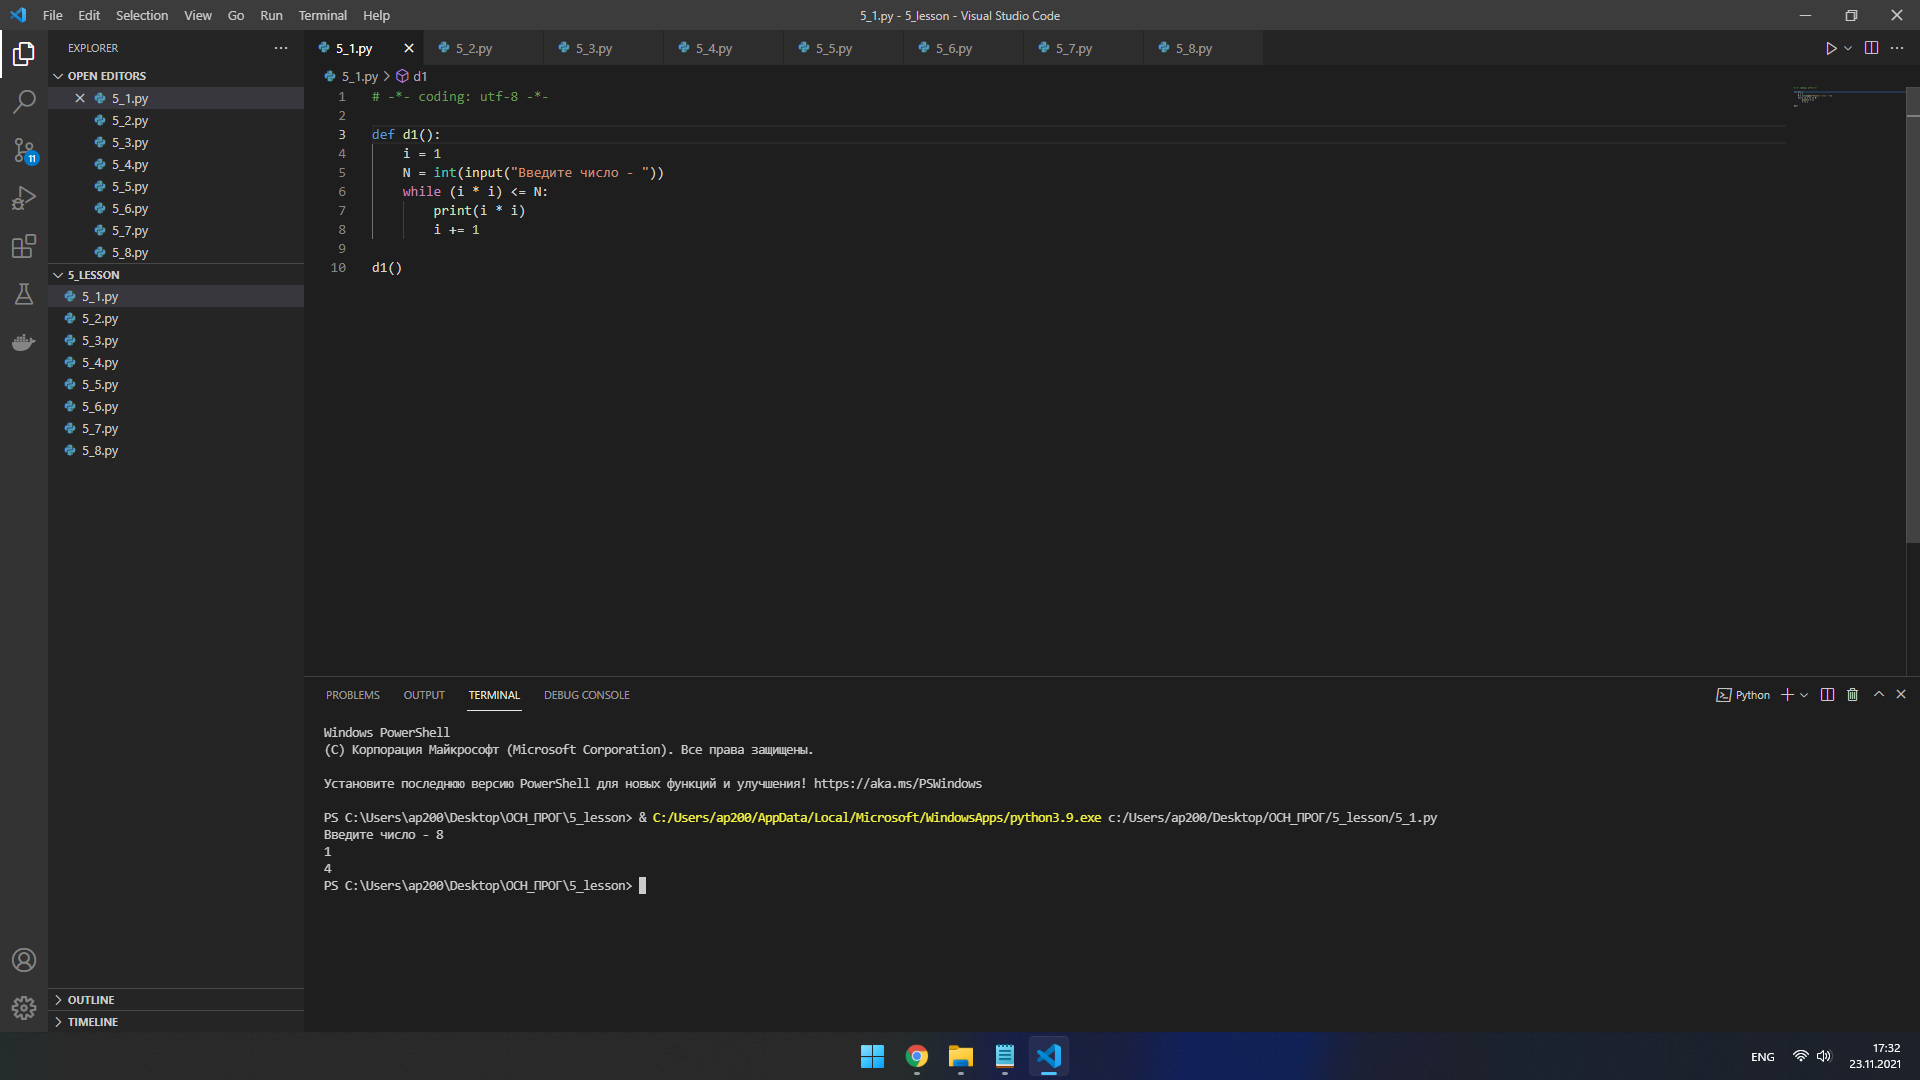 File Edit Selection View Go Run Terminal Help
5_1.py - 5_lesson - Visual Studio Code
EXPLORER
OPEN EDITORS
5_1.py
5_2.py
5_3.py
5_4.py
5_5.py
5_6.py
5_7.py
5_8.py
5_LESSON
5_1.py
5_2.py
5_3.py
5_4.py
5_5.py
5_6.py
5_7.py
5_8.py
OUTLINE
TIMELINE
11
5_1.py 5_2.py 5_3.py 5_4.py 5_5.py 5_6.py 5_7.py 5_8.py
5_1.py > d1
1 # -*- coding: utf-8 -*-
2
3 def d1():
4 i = 1
5 N = int(input("Введите число - "))
6 while (i * i) <= N:
7 print(i * i)
8 i += 1
9
10 d1()
PROBLEMS OUTPUT TERMINAL DEBUG CONSOLE
Python
Windows PowerShell
(C) Корпорация Майкрософт (Microsoft Corporation). Все права защищены.
Установите последнюю версию PowerShell для новых функций и улучшения! https://aka.ms/PSWindows
PS C:\Users\ap200\Desktop\ОСН_ПРОГ\5_lesson> & C:/Users/ap200/AppData/Local/Microsoft/WindowsApps/python3.9.exe c:/Users/ap200/Desktop/ОСН_ПРОГ/5_lesson/5_1.py
Введите число - 8
1
4
PS C:\Users\ap200\Desktop\ОСН_ПРОГ\5_lesson>
ENG
17:32
23.11.2021